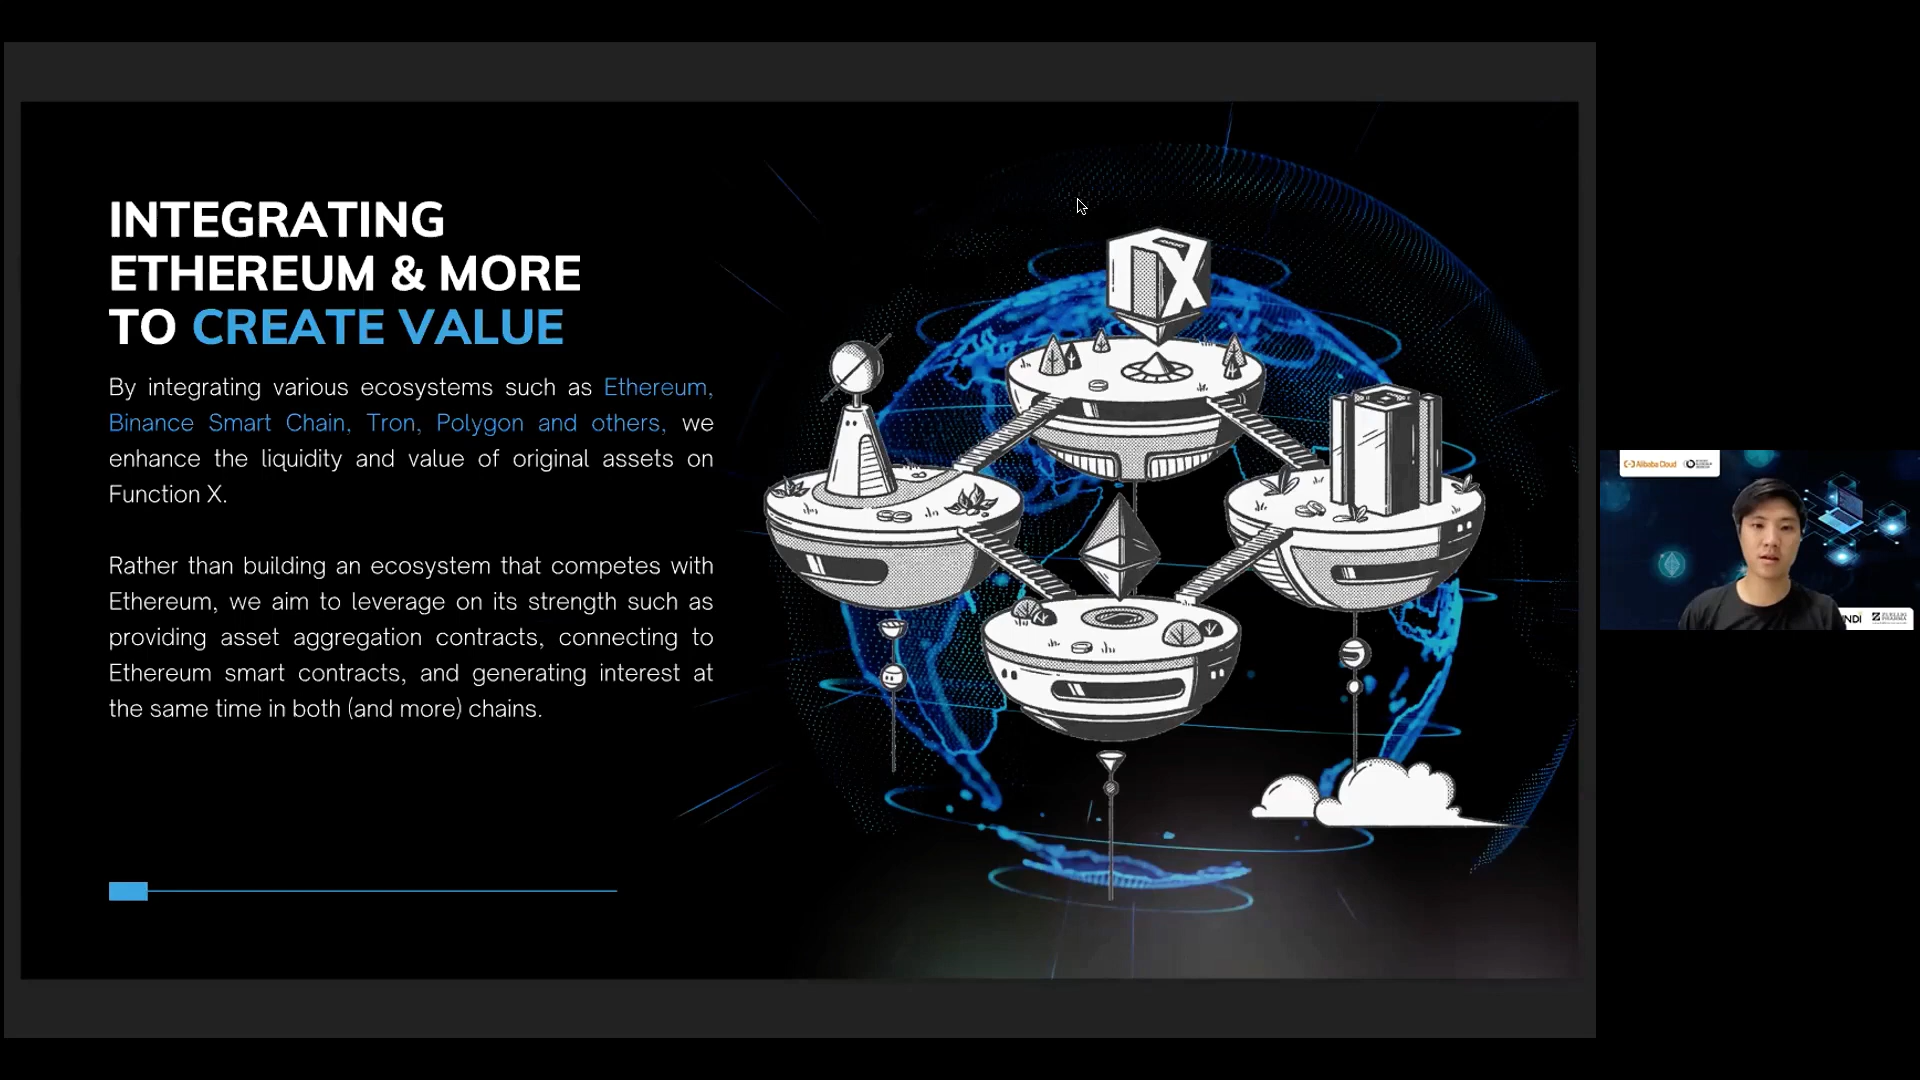 INTEGRATING
ETHEREUM & MORE
TO CREATE VALUE
By integrating various ecosystems such as Ethereum,
Binance Smart Chain, Tron, Polygon and others, we
enhance the liquidity and value of original assets on
Function X.
Rather than building an ecosystem that competes with
Ethereum, we aim to leverage on its strength such as
providing asset aggregation contracts, connecting to
Ethereum smart contracts, and generating interest at
the same time in both (and more) chains.
X
Alibaba Cloud
NDi